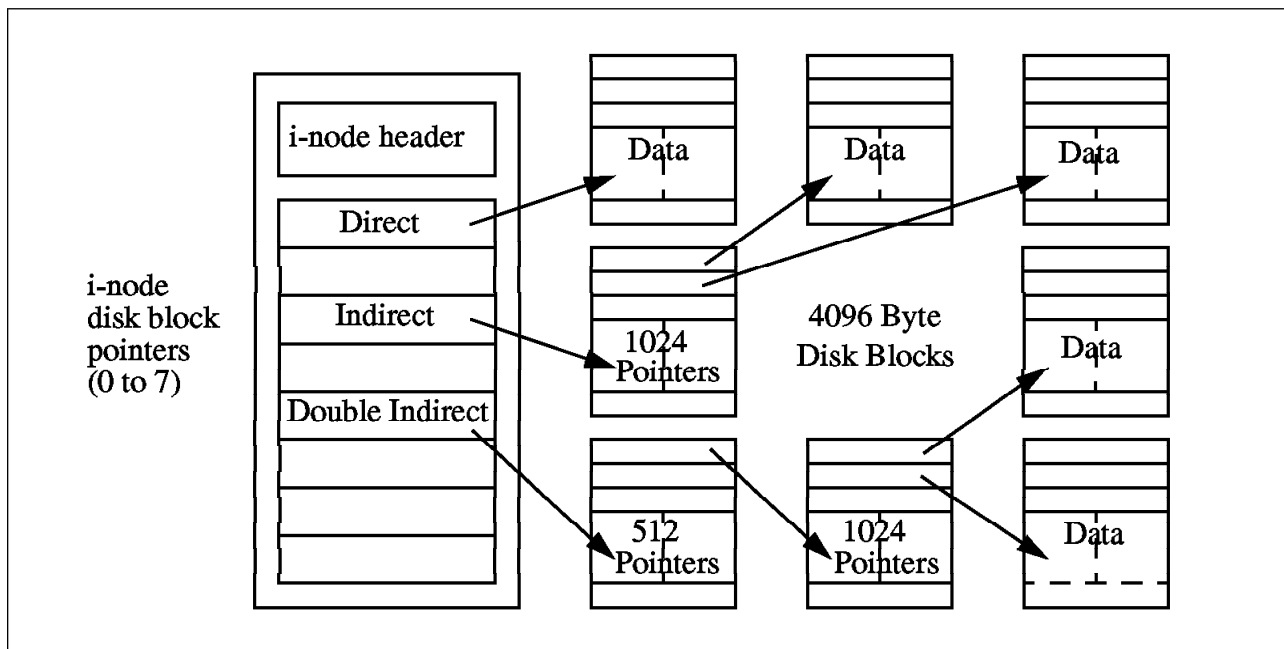 i-node header
Direct
Indirect
Double Indirect
i-node
disk block
pointers
(0 to 7)
Data
Data
Data
1024
Pointers
4096 Byte
Disk Blocks
Data
512
Pointers
1024
Pointers
Data